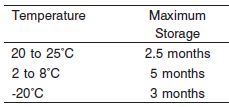 Temperature Maximum
Storage
20 to 25˚C 2.5 months
2 to 8˚C 5 months
-20˚C 3 months